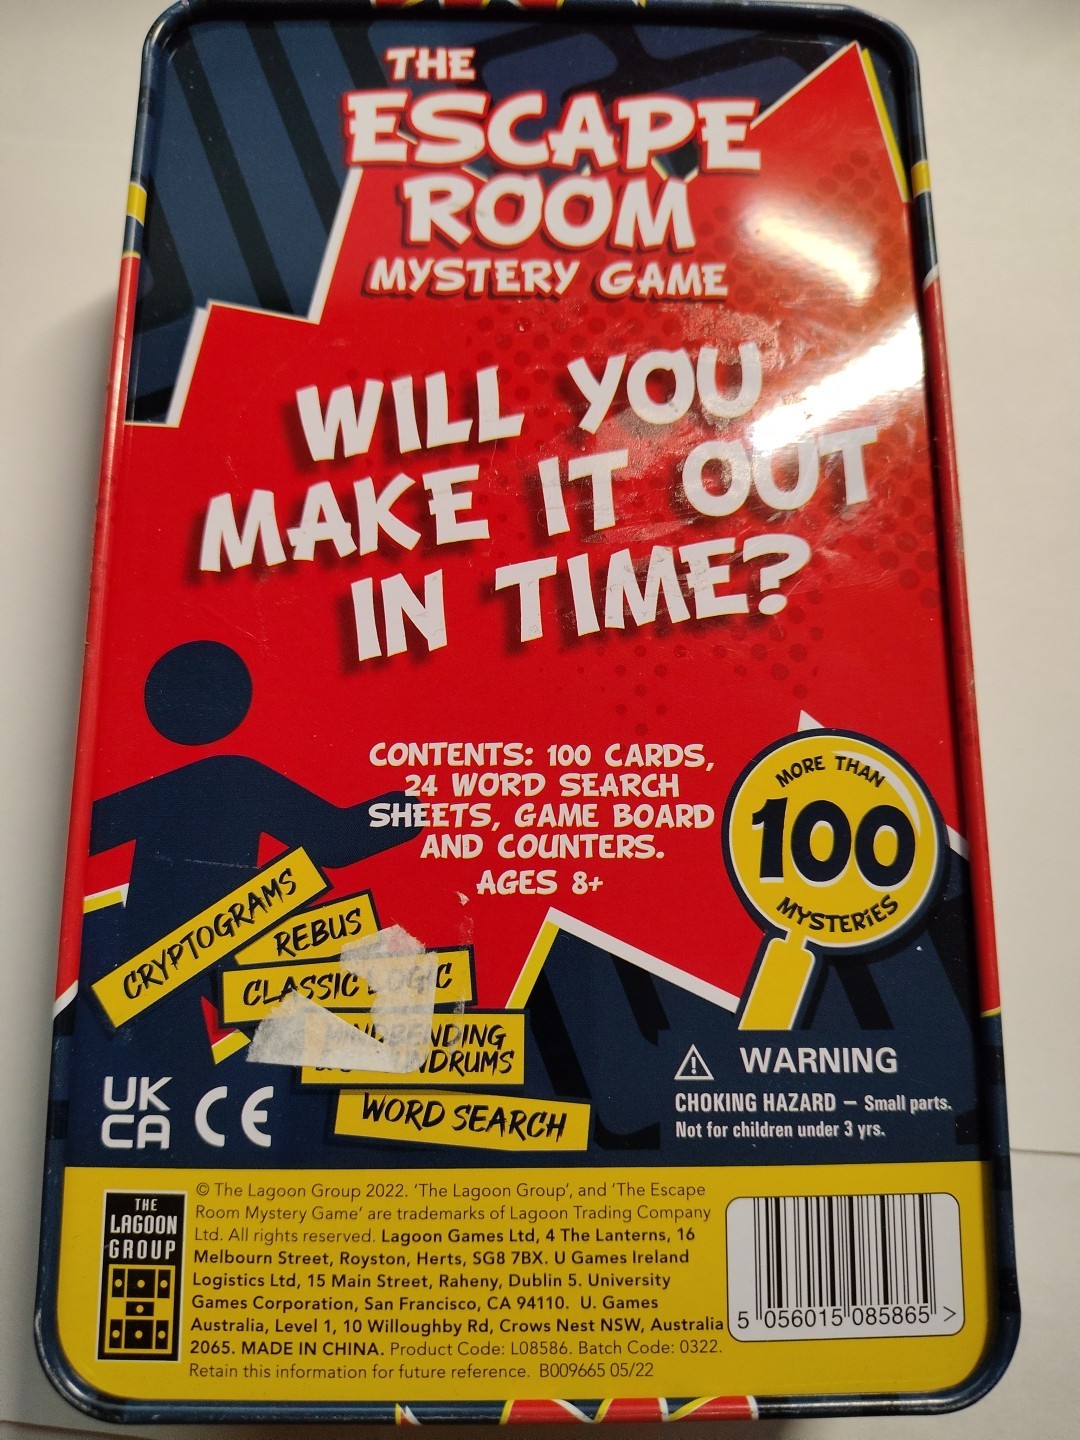 THE
ESCAPE
ROOM
MYSTERY GAME
WILL YOU
MAKE IT OUT
IN TIME?
CONTENTS: 100 CARDS,
24 WORD SEARCH
SHEETS, GAME BOARD
AND COUNTERS.
AGES 8+
MORE THAN
100
MYSTERIES
CRYPTOGRAMS
REBUS
CLASSIC LOGIC
MINDBENDING
WORD SEARCH
WARNING
CHOKING HAZARD – Small parts.
Not for children under 3 yrs.
UK
CA
CE
THE
LAGOON
GROUP
© The Lagoon Group 2022. ‘The Lagoon Group’, and ‘The Escape
Room Mystery Game’ are trademarks of Lagoon Trading Company
Ltd. All rights reserved. Lagoon Games Ltd, 4 The Lanterns, 16
Melbourn Street, Royston, Herts, SG8 7BX. U Games Ireland
Logistics Ltd, 15 Main Street, Raheny, Dublin 5. University
Games Corporation, San Francisco, CA 94110. U. Games
Australia, Level 1, 10 Willoughby Rd, Crows Nest NSW, Australia
2065. MADE IN CHINA. Product Code: L08586. Batch Code: 0322.
Retain this information for future reference. B009665 05/22
5 056015 085865 >